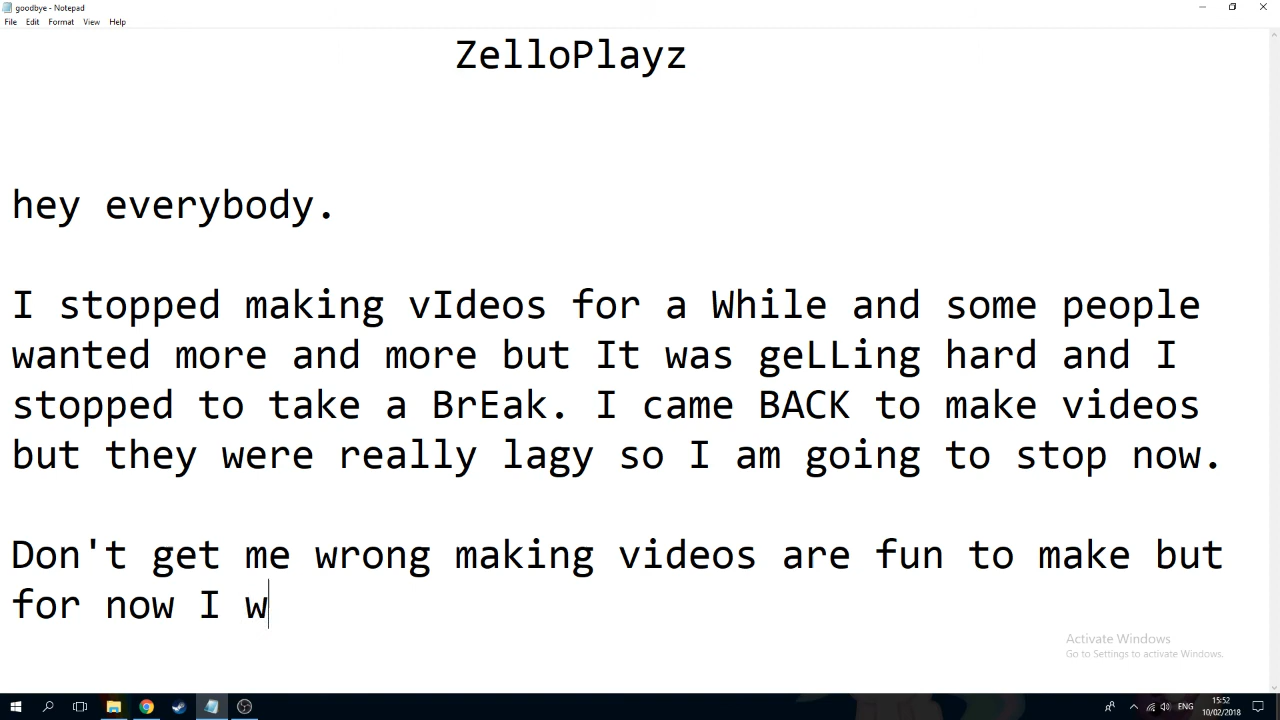 goodbye - Notepad
File Edit Format View Help
ZelloPlayz
hey everybody.
I stopped making vIdeos for a While and some people
wanted more and more but It was geLLing hard and I
stopped to take a BrEak. I came BACK to make videos
but they were really lagy so I am going to stop now.
Don't get me wrong making videos are fun to make but
for now I w
Activate Windows
Go to Settings to activate Windows.
ENG
15:52
10/02/2018